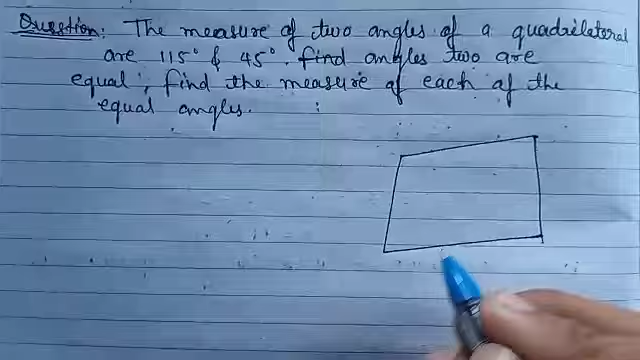 Question: The measure of two angles of a quadrilateral
are 115° & 45°. find angles two are
equal, find the measure of each of the
equal angles.